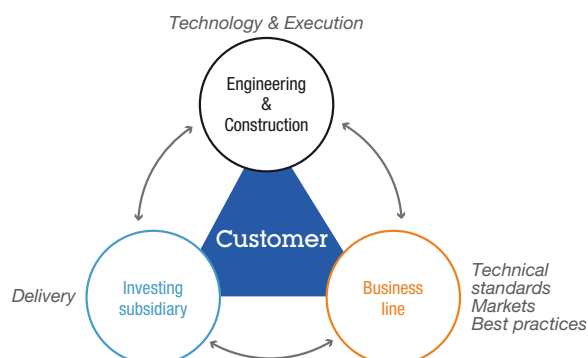 Technology & Execution
Engineering
&
Construction
Customer
Delivery
Investing
subsidiary
Business
line
Technical
standards
Markets
Best practices